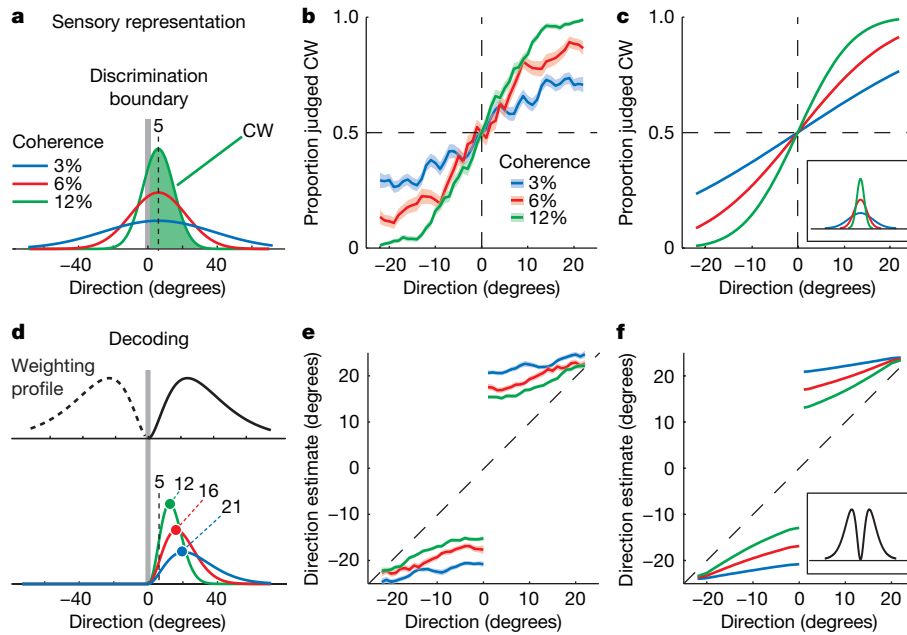 a
Sensory representation
Discrimination
boundary
5
CW
Coherence
3%
6%
12%
−40
0
40
Direction (degrees)
b
Proportion judged CW
1.0
0.5
0
Coherence
3%
6%
12%
−20
−10
0
10
20
Direction (degrees)
c
Proportion judged CW
1.0
0.5
0
−20
−10
0
10
20
Direction (degrees)
d
Decoding
Weighting
profile
5
12
16
21
−40
0
40
Direction (degrees)
e
Direction estimate (degrees)
20
10
0
−10
−20
−20
−10
0
10
20
Direction (degrees)
f
Direction estimate (degrees)
20
10
0
−10
−20
−20
−10
0
10
20
Direction (degrees)